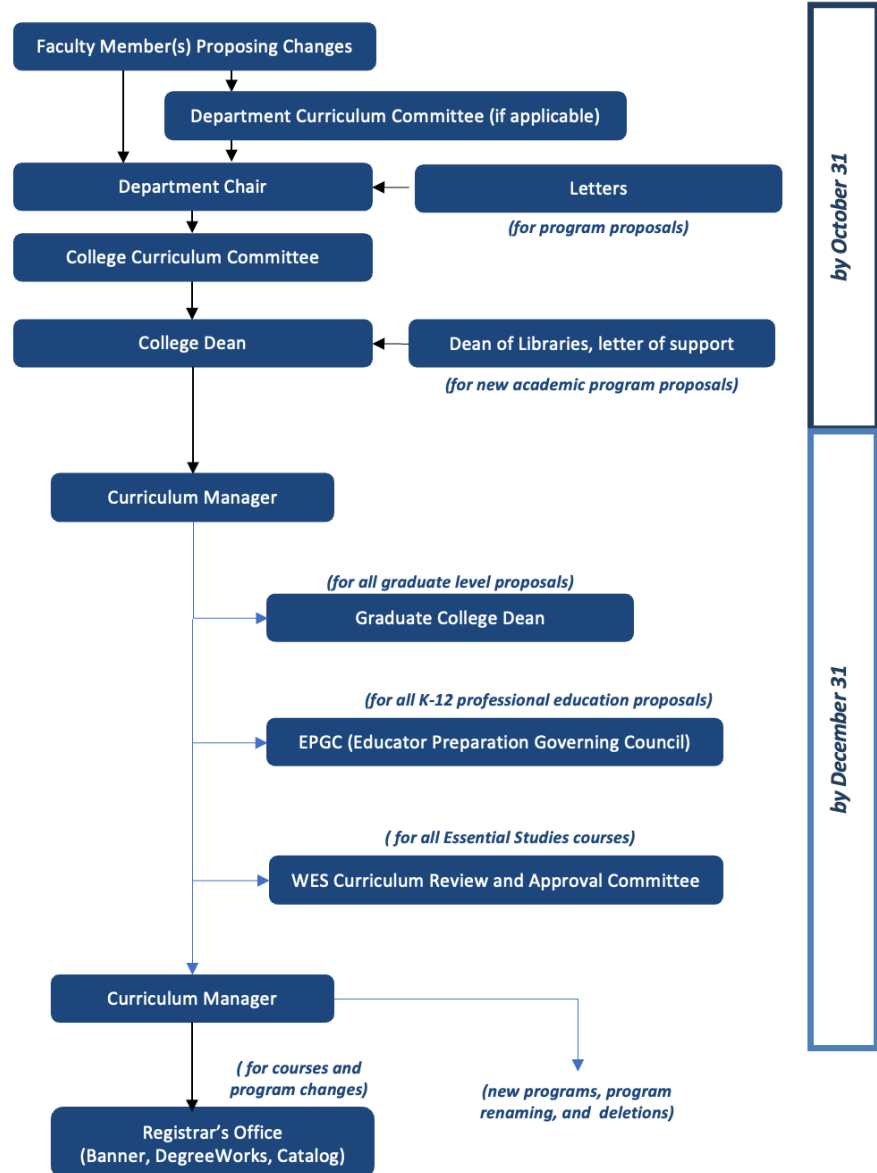 Faculty Member(s) Proposing Changes
Department Curriculum Committee (if applicable)
Department Chair
Letters
(for program proposals)
College Curriculum Committee
College Dean
Dean of Libraries, letter of support
(for new academic program proposals)
by October 31
Curriculum Manager
(for all graduate level proposals)
Graduate College Dean
(for all K-12 professional education proposals)
EPGC (Educator Preparation Governing Council)
( for all Essential Studies courses)
WES Curriculum Review and Approval Committee
by December 31
Curriculum Manager
( for courses and
program changes)
(new programs, program
renaming, and  deletions)
Registrar’s Office
(Banner, DegreeWorks, Catalog)